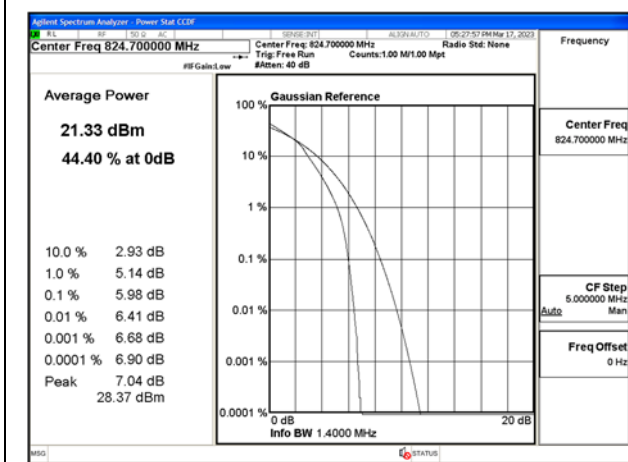 Agilent Spectrum Analyzer - Power Stat CCDF
RL RF 50 Ω AC SENSE:INT ALIGN AUTO 05:27:57 PM Mar 17, 2023
Center Freq 824.700000 MHz
Center Freq: 824.700000 MHz Radio Std: None
Trig: Free Run Counts:1.00 M/1.00 Mpt
#IFGain:Low #Atten: 40 dB
Frequency
Average Power
21.33 dBm
44.40 % at 0dB
10.0 % 2.93 dB
1.0 % 5.14 dB
0.1 % 5.98 dB
0.01 % 6.41 dB
0.001 % 6.68 dB
0.0001 % 6.90 dB
Peak 7.04 dB
28.37 dBm
Gaussian Reference
100 %
10 %
1 %
0.1 %
0.01 %
0.001 %
0.0001 %
0 dB 20 dB
Info BW 1.4000 MHz
Center Freq
824.700000 MHz
CF Step
5.000000 MHz
Auto Man
Freq Offset
0 Hz
MSG STATUS